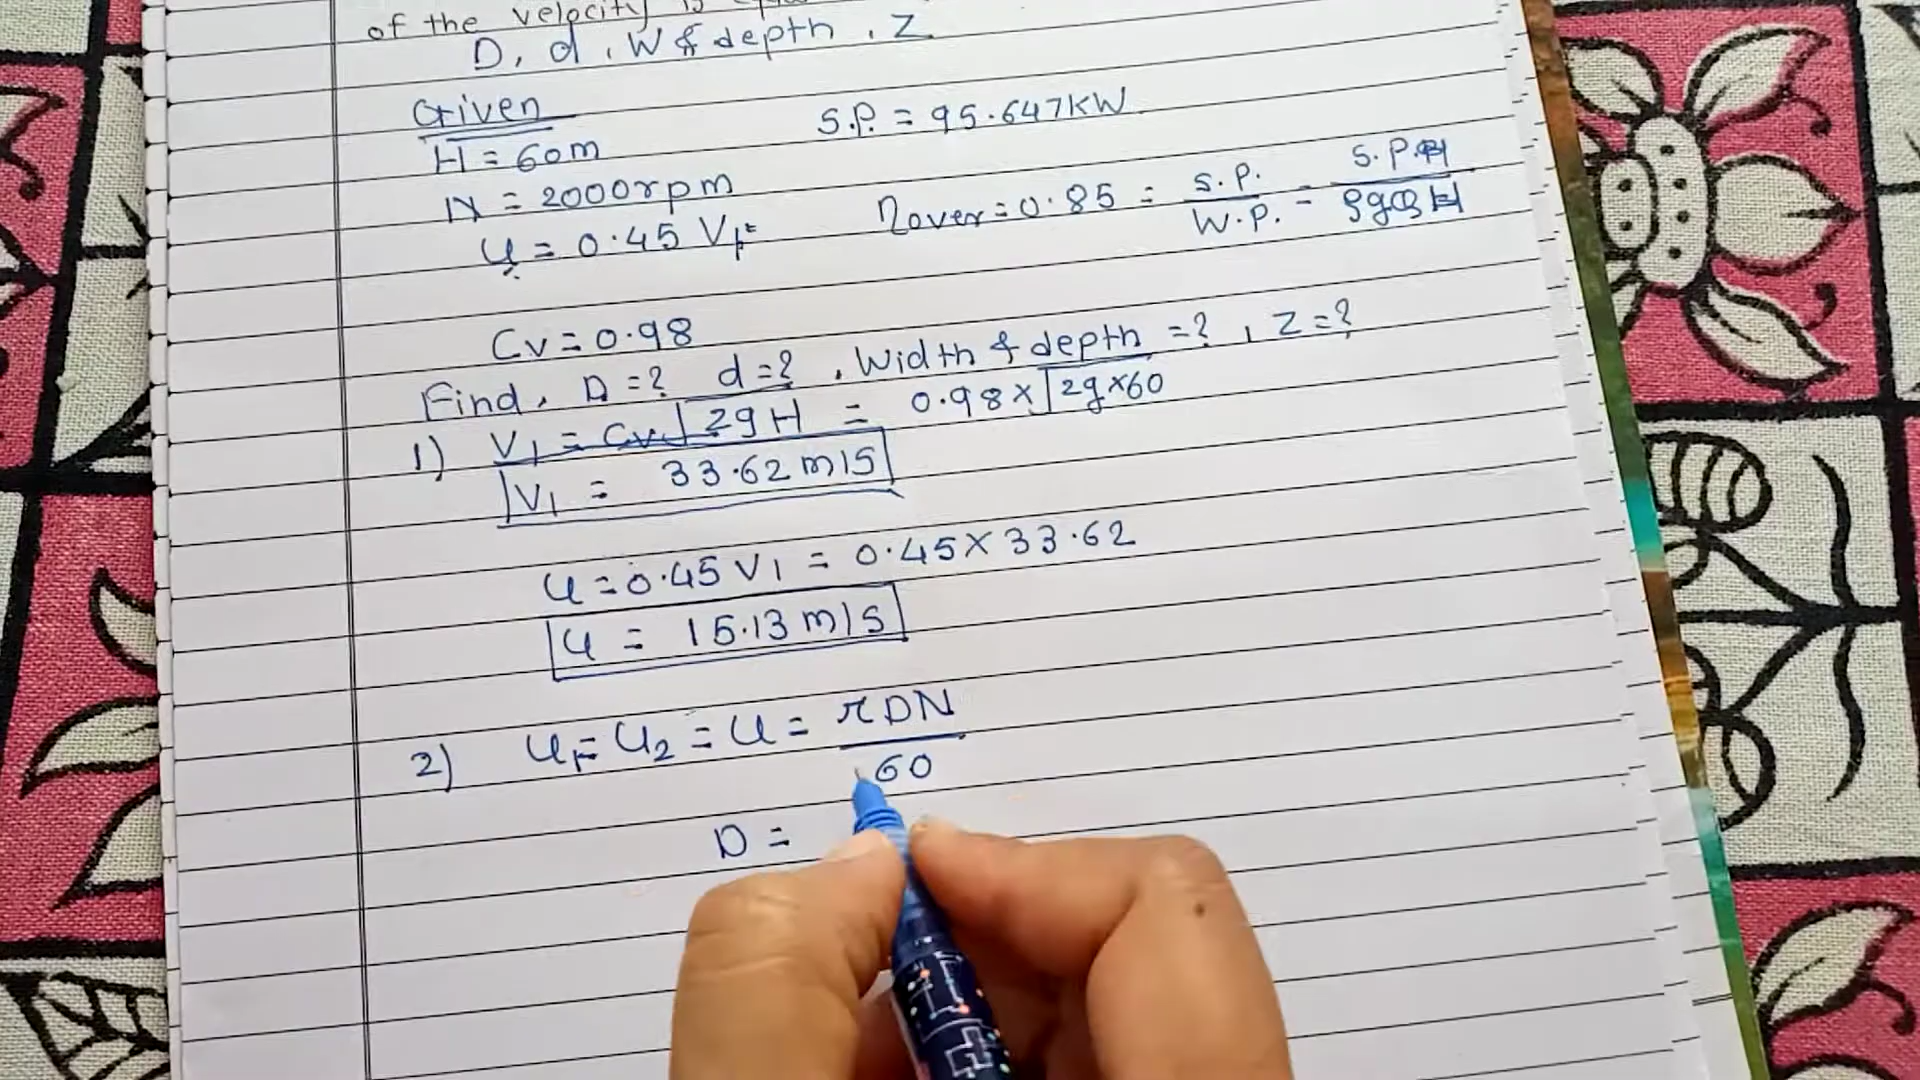 of the velocity is
D, d, W & depth, Z
Given
H = 60m
S.P. = 95.647KW
N = 2000rpm
u = 0.45 V1
ηover = 0.85 = S.P. / W.P. = S.P. / ρgQH
Cv = 0.98
Find, D = ? d = ?, Width & depth = ?, Z = ?
1) V1 = Cv √2gH = 0.98 × √2g×60
V1 = 33.62 m/s
u = 0.45 V1 = 0.45 × 33.62
u = 15.13 m/s
2) u1 = u2 = u = πDN / 60
D =